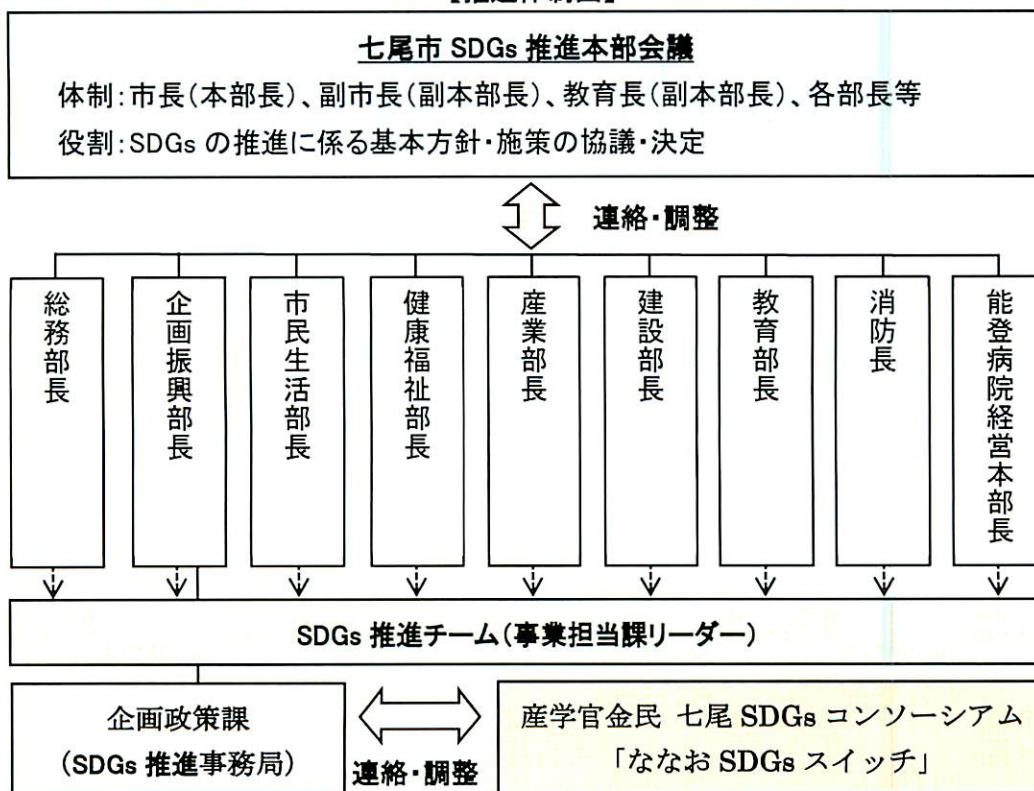 【推進体制図】
七尾市 SDGs 推進本部会議
体制:市長(本部長)、副市長(副本部長)、教育長(副本部長)、各部長等
役割:SDGs の推進に係る基本方針・施策の協議・決定
連絡・調整
総務部長
企画振興部長
市民生活部長
健康福祉部長
産業部長
建設部長
教育部長
消防長
能登病院経営本部長
SDGs 推進チーム(事業担当課リーダー)
企画政策課
(SDGs 推進事務局)
連絡・調整
産学官金民 七尾 SDGs コンソーシアム
「ななお SDGs スイッチ」